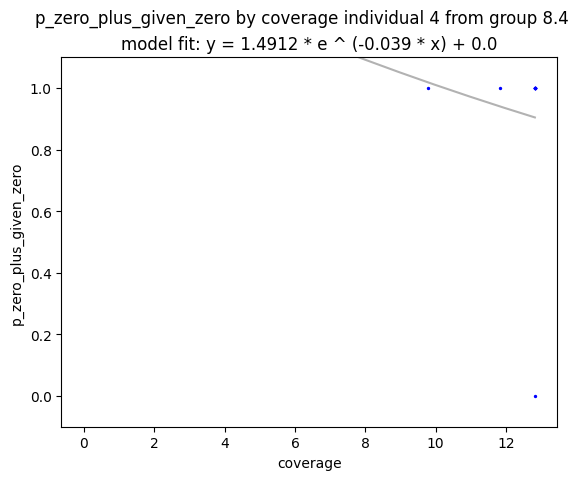 p_zero_plus_given_zero by coverage individual 4 from group 8.4
model fit: y = 1.4912 * e ^ (-0.039 * x) + 0.0
1.0
0.8
0.6
0.4
0.2
0.0
p_zero_plus_given_zero
0 2 4 6 8 10 12
coverage